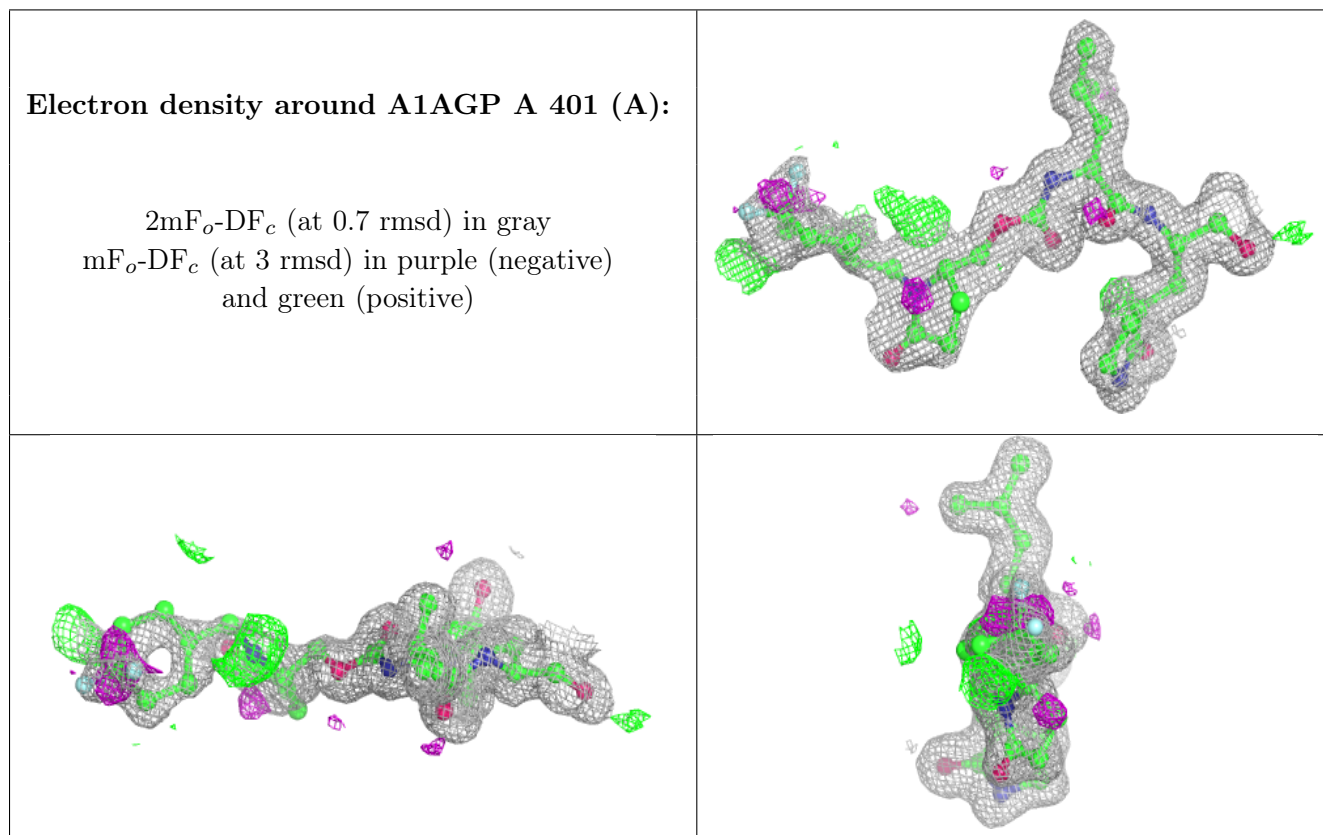 Electron density around A1AGP A 401 (A):
2mFo-DFc (at 0.7 rmsd) in gray
mFo-DFc (at 3 rmsd) in purple (negative)
and green (positive)